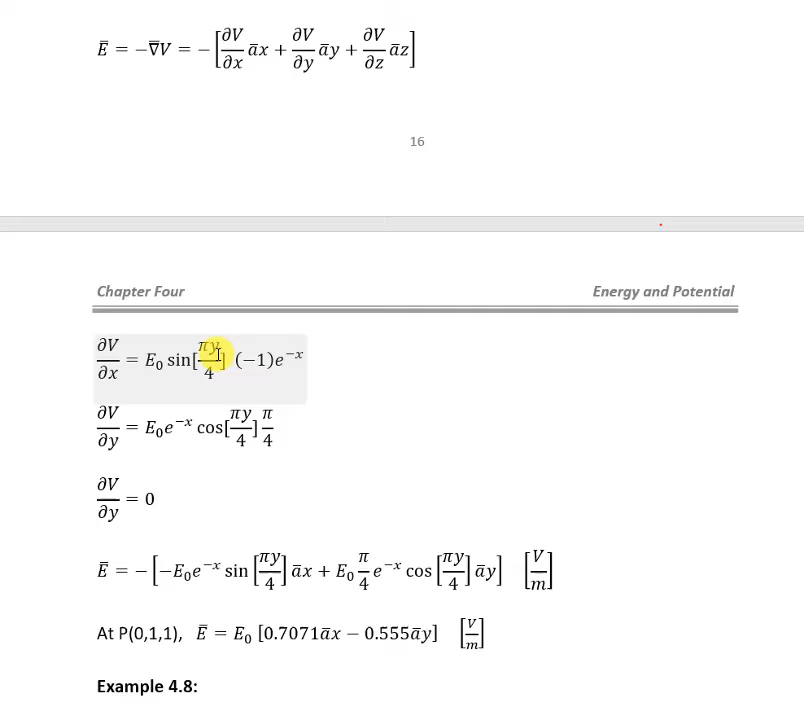 Ē = −∇̄V = −[∂V/∂x āx + ∂V/∂y āy + ∂V/∂z āz]
16
Chapter Four Energy and Potential
∂V/∂x = E₀ sin[πy/4] (−1)e⁻ˣ
∂V/∂y = E₀e⁻ˣ cos[πy/4] π/4
∂V/∂y = 0
Ē = −[−E₀e⁻ˣ sin[πy/4] āx + E₀ π/4 e⁻ˣ cos[πy/4] āy] [V/m]
At P(0,1,1), Ē = E₀ [0.7071āx − 0.555āy] [V/m]
Example 4.8: